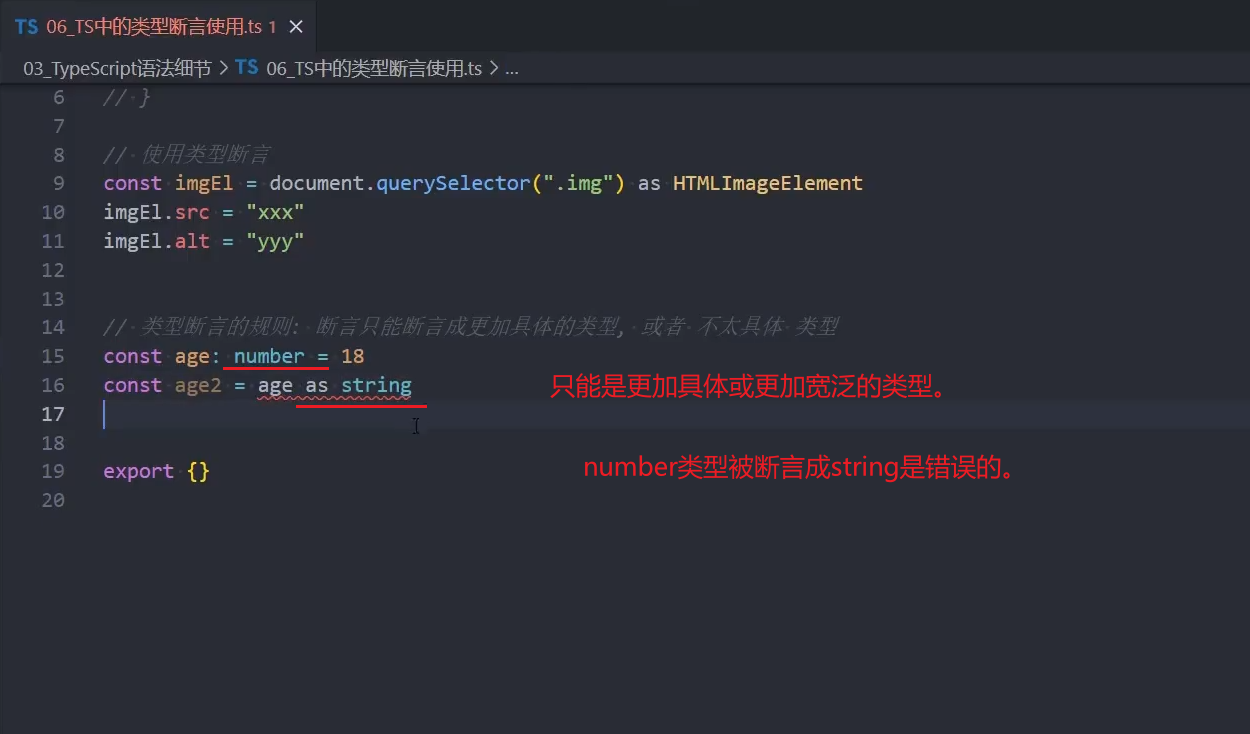 TS 06_TS中的类型断言使用.ts 1 ×
03_TypeScript语法细节 > TS 06_TS中的类型断言使用.ts > ...
6 // }
7
8 // 使用类型断言
9 const imgEl = document.querySelector(".img") as HTMLImageElement
10 imgEl.src = "xxx"
11 imgEl.alt = "yyy"
12
13
14 // 类型断言的规则: 断言只能断言成更加具体的类型, 或者 不太具体 类型
15 const age: number = 18
16 const age2 = age as string
只能是更加具体或更加宽泛的类型。
17
18
number类型被断言成string是错误的。
19 export {}
20